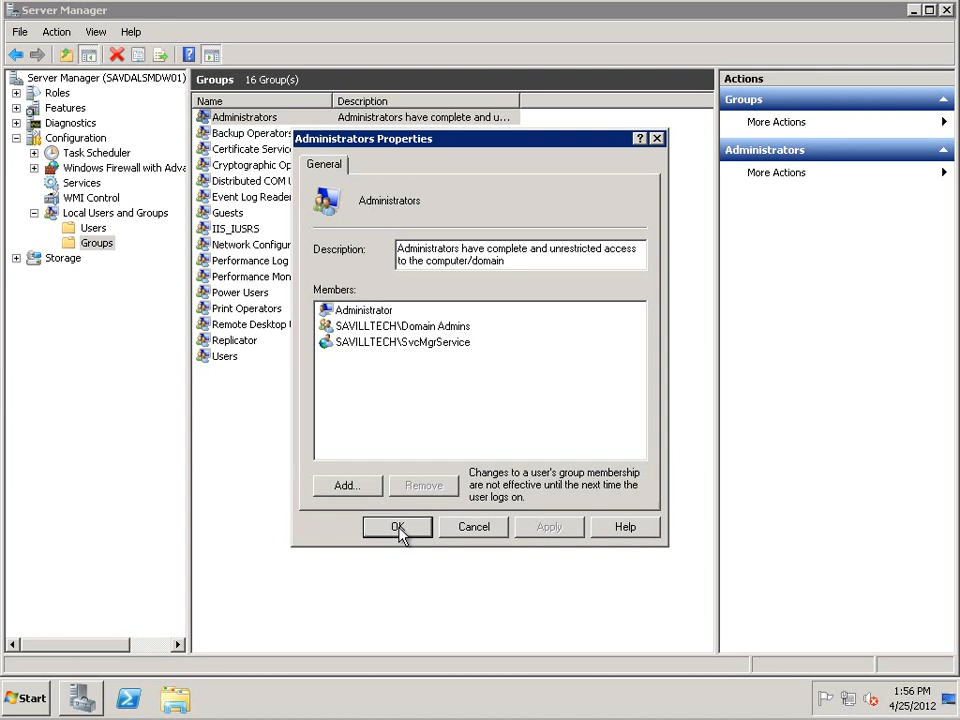 Server Manager
File Action View Help
Server Manager (SAVDALSMDW01)
Roles
Features
Diagnostics
Configuration
Task Scheduler
Windows Firewall with Adva
Services
WMI Control
Local Users and Groups
Users
Groups
Storage
Groups 16 Group(s)
Name Description
Administrators Administrators have complete and u...
Backup Operators
Certificate Servic
Cryptographic Op
Distributed COM U
Event Log Reade
Guests
IIS_IUSRS
Network Configur
Performance Log
Performance Mon
Power Users
Print Operators
Remote Desktop U
Replicator
Users
Administrators Properties
General
Administrators
Description:
Administrators have complete and unrestricted access
to the computer/domain
Members:
Administrator
SAVILLTECH\Domain Admins
SAVILLTECH\SvcMgrService
Add... Remove
Changes to a user's group membership
are not effective until the next time the
user logs on.
OK Cancel Apply Help
Actions
Groups
More Actions
Administrators
More Actions
Start
1:56 PM
4/25/2012